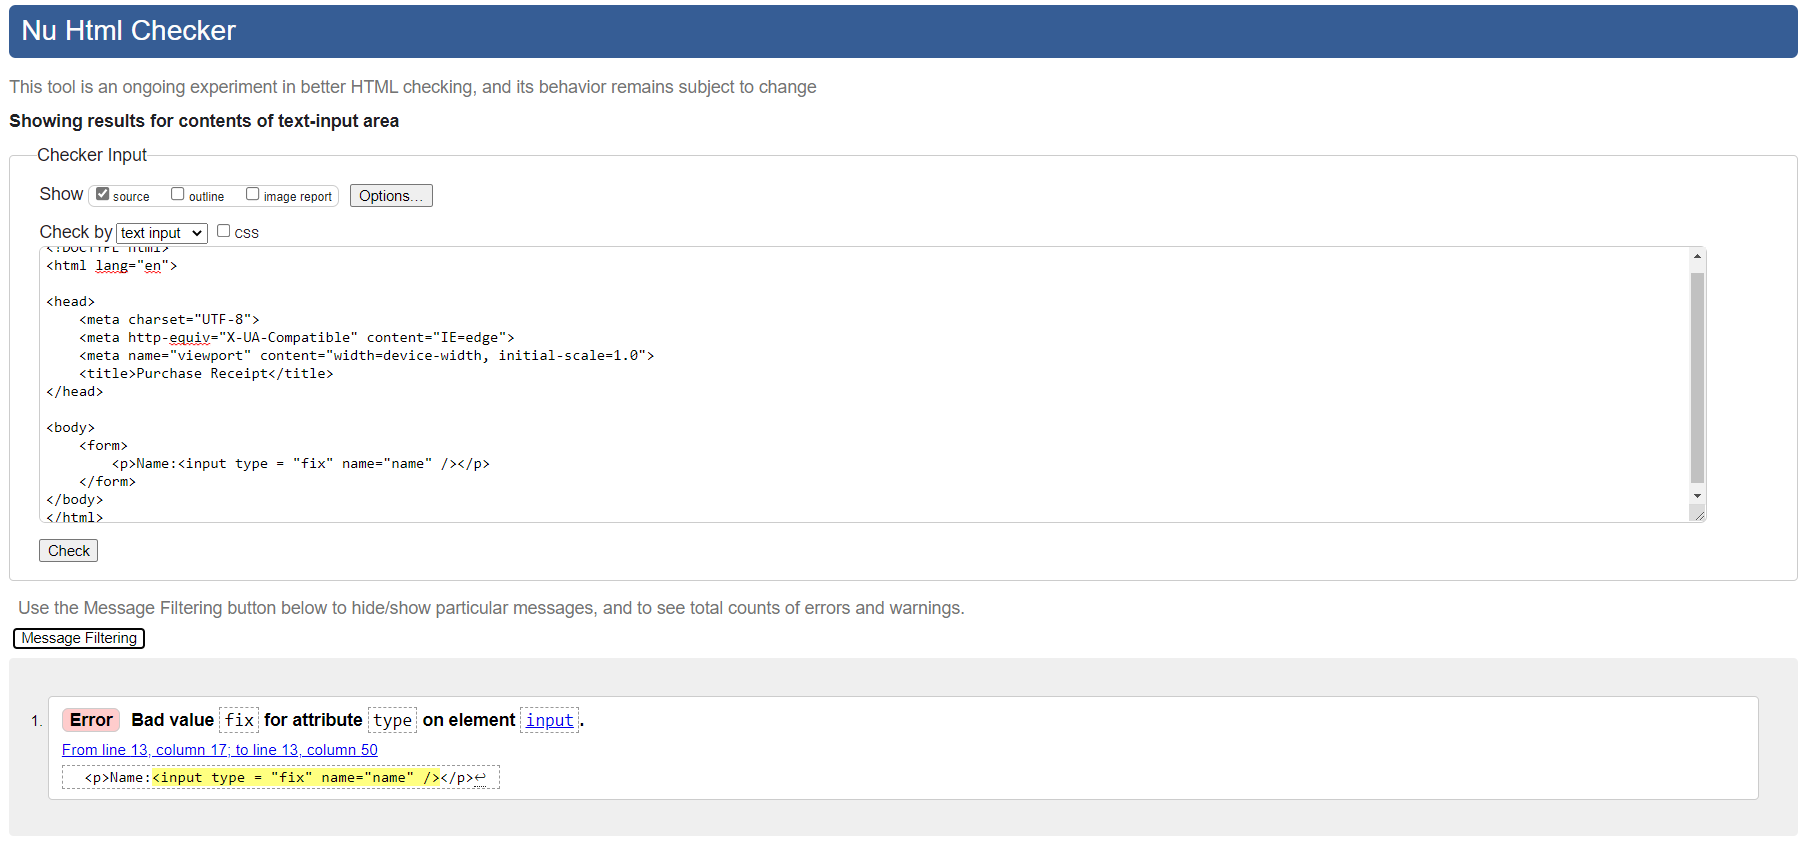 Nu Html Checker
This tool is an ongoing experiment in better HTML checking, and its behavior remains subject to change
Showing results for contents of text-input area
Checker Input
Show source outline image report Options...
Check by text input css
<!DOCTYPE html>
<html lang="en">
<head>
<meta charset="UTF-8">
<meta http-equiv="X-UA-Compatible" content="IE=edge">
<meta name="viewport" content="width=device-width, initial-scale=1.0">
<title>Purchase Receipt</title>
</head>
<body>
<form>
<p>Name:<input type = "fix" name="name" /></p>
</form>
</body>
</html>
Check
Use the Message Filtering button below to hide/show particular messages, and to see total counts of errors and warnings.
Message Filtering
1. Error Bad value fix for attribute type on element input.
From line 13, column 17; to line 13, column 50
<p>Name:<input type = "fix" name="name" /></p>↩